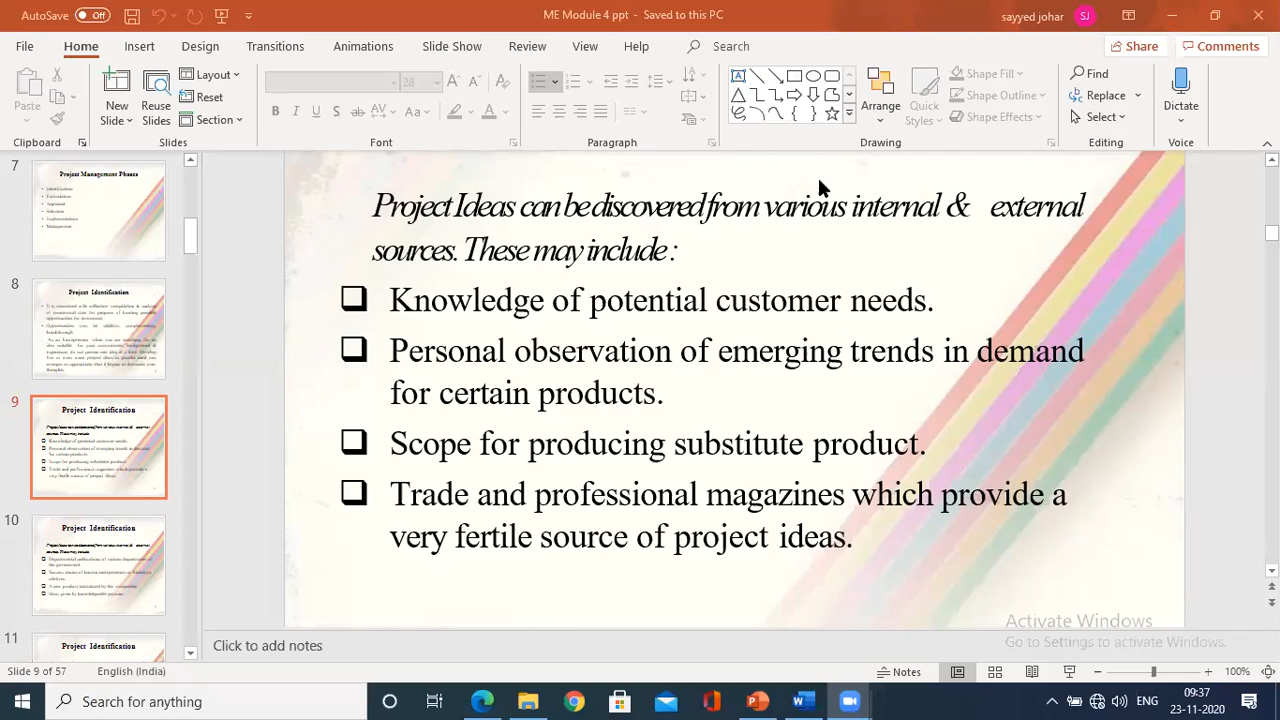 AutoSave Off ME Module 4 ppt - Saved to this PC sayyed johar SJ
File Home Insert Design Transitions Animations Slide Show Review View Help Search Share Comments
Paste New Slide Reuse Slides Layout Reset Section 28 Arrange Quick Styles Shape Fill Shape Outline Shape Effects Find Replace Select Dictate
Clipboard Slides Font Paragraph Drawing Editing Voice
7
Project Management Phases
8
Project Identification
9
Project Identification
10
Project Identification
11
Project Identification
Project Ideas can be discovered from various internal & external
sources. These may include :
Knowledge of potential customer needs.
Personal observation of emerging trends in demand
for certain products.
Scope for producing substitute product.
Trade and professional magazines which provide a
very fertile source of project ideas.
Activate Windows
Go to Settings to activate Windows.
Click to add notes
Slide 9 of 57 English (India) Notes 100%
Search for anything ENG 09:37
23-11-2020